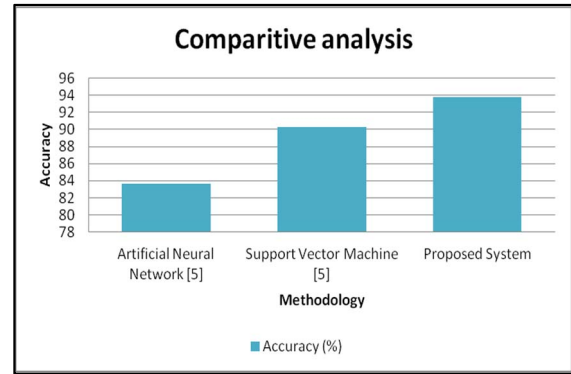 Comparitive analysis
96
94
92
90
88
86
84
82
80
78
Accuracy
Artificial Neural
Network [5]
Support Vector Machine
[5]
Proposed System
Methodology
Accuracy (%)